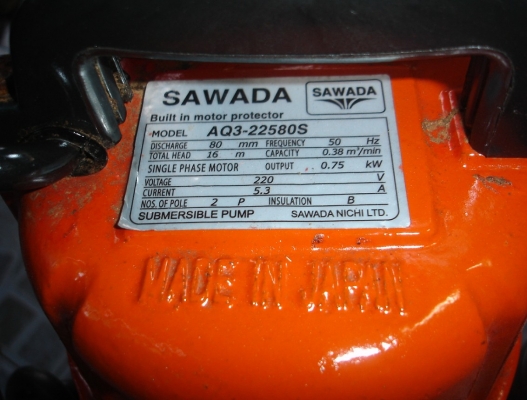 SAWADA
SAWADA
Built in motor protector
MODEL AQ3-22580S
DISCHARGE 80 mm FREQUENCY 50 Hz
TOTAL HEAD 16 m CAPACITY 0.38 m³/min
SINGLE PHASE MOTOR OUTPUT 0.75 kW
VOLTAGE 220 V
CURRENT 5.3 A
NOS. OF POLE 2 P INSULATION B
SUBMERSIBLE PUMP SAWADA NICHI LTD.
MADE IN JAPAN